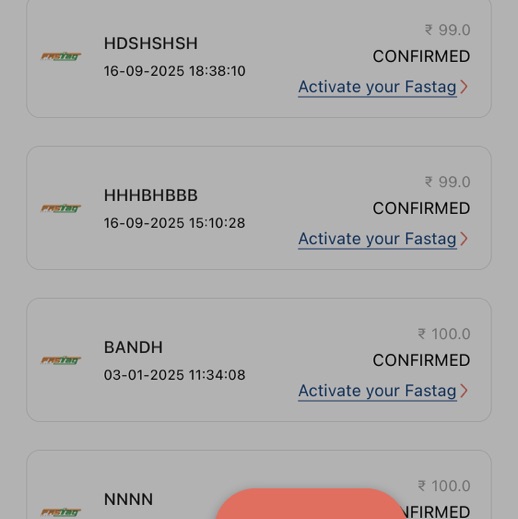 FASTag
HDSHSHSH
16-09-2025 18:38:10
₹ 99.0
CONFIRMED
Activate your Fastag
FASTag
HHHBHBBB
16-09-2025 15:10:28
₹ 99.0
CONFIRMED
Activate your Fastag
FASTag
BANDH
03-01-2025 11:34:08
₹ 100.0
CONFIRMED
Activate your Fastag
FASTag
NNNN
₹ 100.0